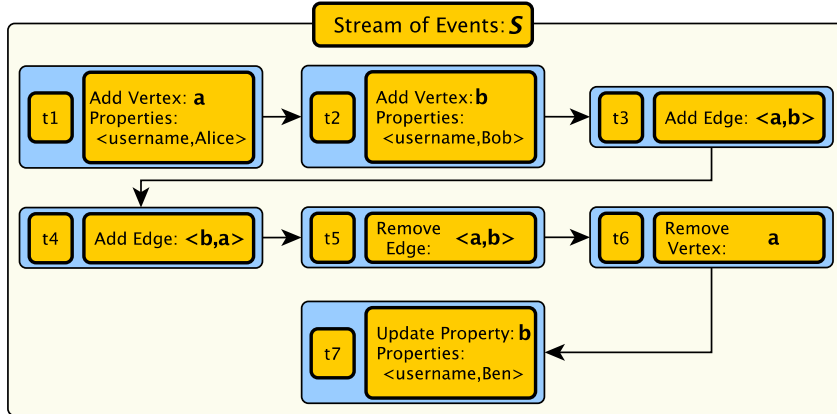 Stream of Events: S
t1
Add Vertex: a
Properties:
<username,Alice>
t2
Add Vertex: b
Properties:
<username,Bob>
t3
Add Edge: <a,b>
t4
Add Edge: <b,a>
t5
Remove
Edge: <a,b>
t6
Remove
Vertex: a
t7
Update Property: b
Properties:
<username,Ben>